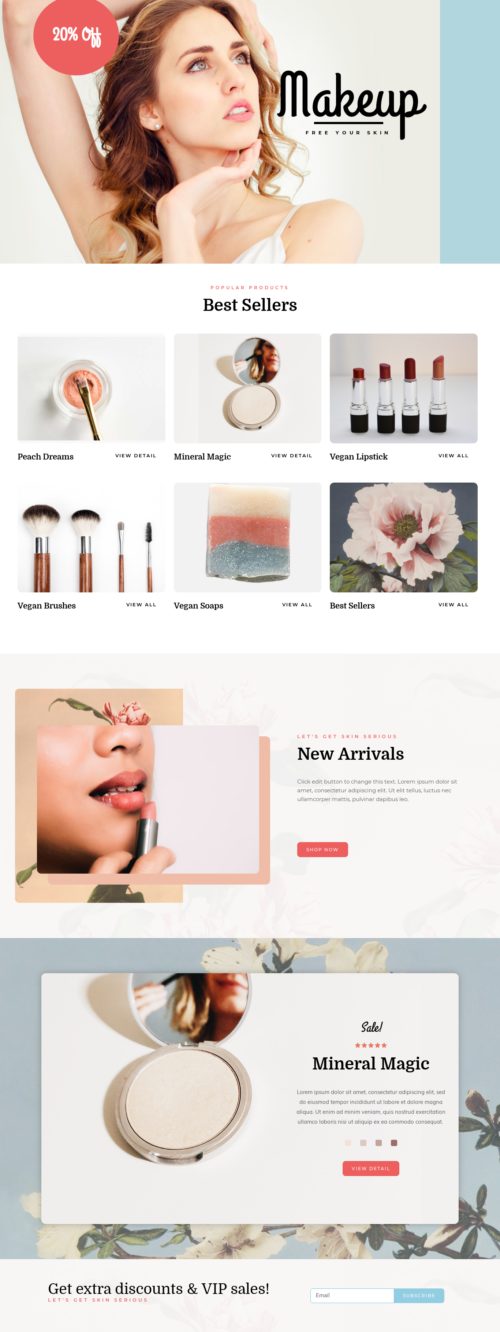 20% Off
Makeup
FREE YOUR SKIN
POPULAR PRODUCTS
Best Sellers
Peach Dreams VIEW DETAIL
Mineral Magic VIEW DETAIL
Vegan Lipstick VIEW ALL
Vegan Brushes VIEW ALL
Vegan Soaps VIEW ALL
Best Sellers VIEW ALL
LET'S GET SKIN SERIOUS
New Arrivals
Click edit button to change this text. Lorem ipsum dolor sit
amet, consectetur adipiscing elit. Ut elit tellus, luctus nec
ullamcorper mattis, pulvinar dapibus leo.
SHOP NOW
Sale!
Mineral Magic
Lorem ipsum dolor sit amet, consectetur adipiscing elit, sed
do eiusmod tempor incididunt ut labore et dolore magna
aliqua. Ut enim ad minim veniam, quis nostrud exercitation
ullamco laboris nisi ut aliquip ex ea commodo consequat.
VIEW DETAIL
Get extra discounts & VIP sales!
LET'S GET SKIN SERIOUS
Email SUBSCRIBE